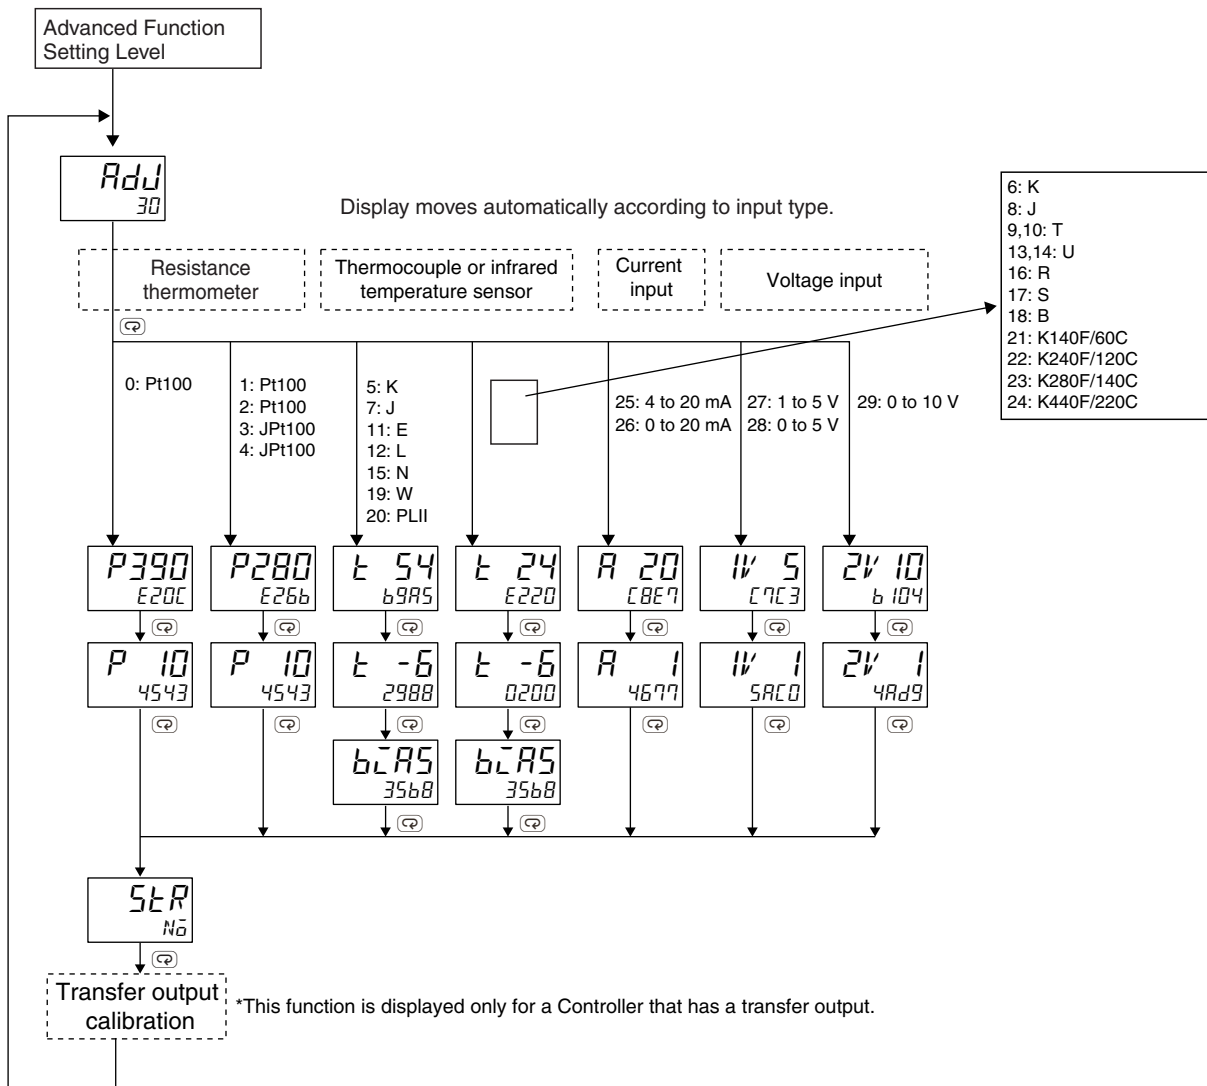 Advanced Function
Setting Level
AdJ
30
Display moves automatically according to input type.
Resistance
thermometer
Thermocouple or infrared
temperature sensor
Current
input
Voltage input
6: K
8: J
9,10: T
13,14: U
16: R
17: S
18: B
21: K140F/60C
22: K240F/120C
23: K280F/140C
24: K440F/220C
0: Pt100
1: Pt100
2: Pt100
3: JPt100
4: JPt100
5: K
7: J
11: E
12: L
15: N
19: W
20: PLII
25: 4 to 20 mA
26: 0 to 20 mA
27: 1 to 5 V
28: 0 to 5 V
29: 0 to 10 V
P390
E20C
P280
E26b
t 54
b9A5
t 24
E220
A 20
C8E7
1V 5
C7C3
2V 10
b104
P 10
4543
P 10
4543
t -6
2988
t -6
0200
A 1
4677
1V 1
5AC0
2V 1
4Ad9
biAS
35b8
biAS
35b8
StR
No
Transfer output
calibration
*This function is displayed only for a Controller that has a transfer output.